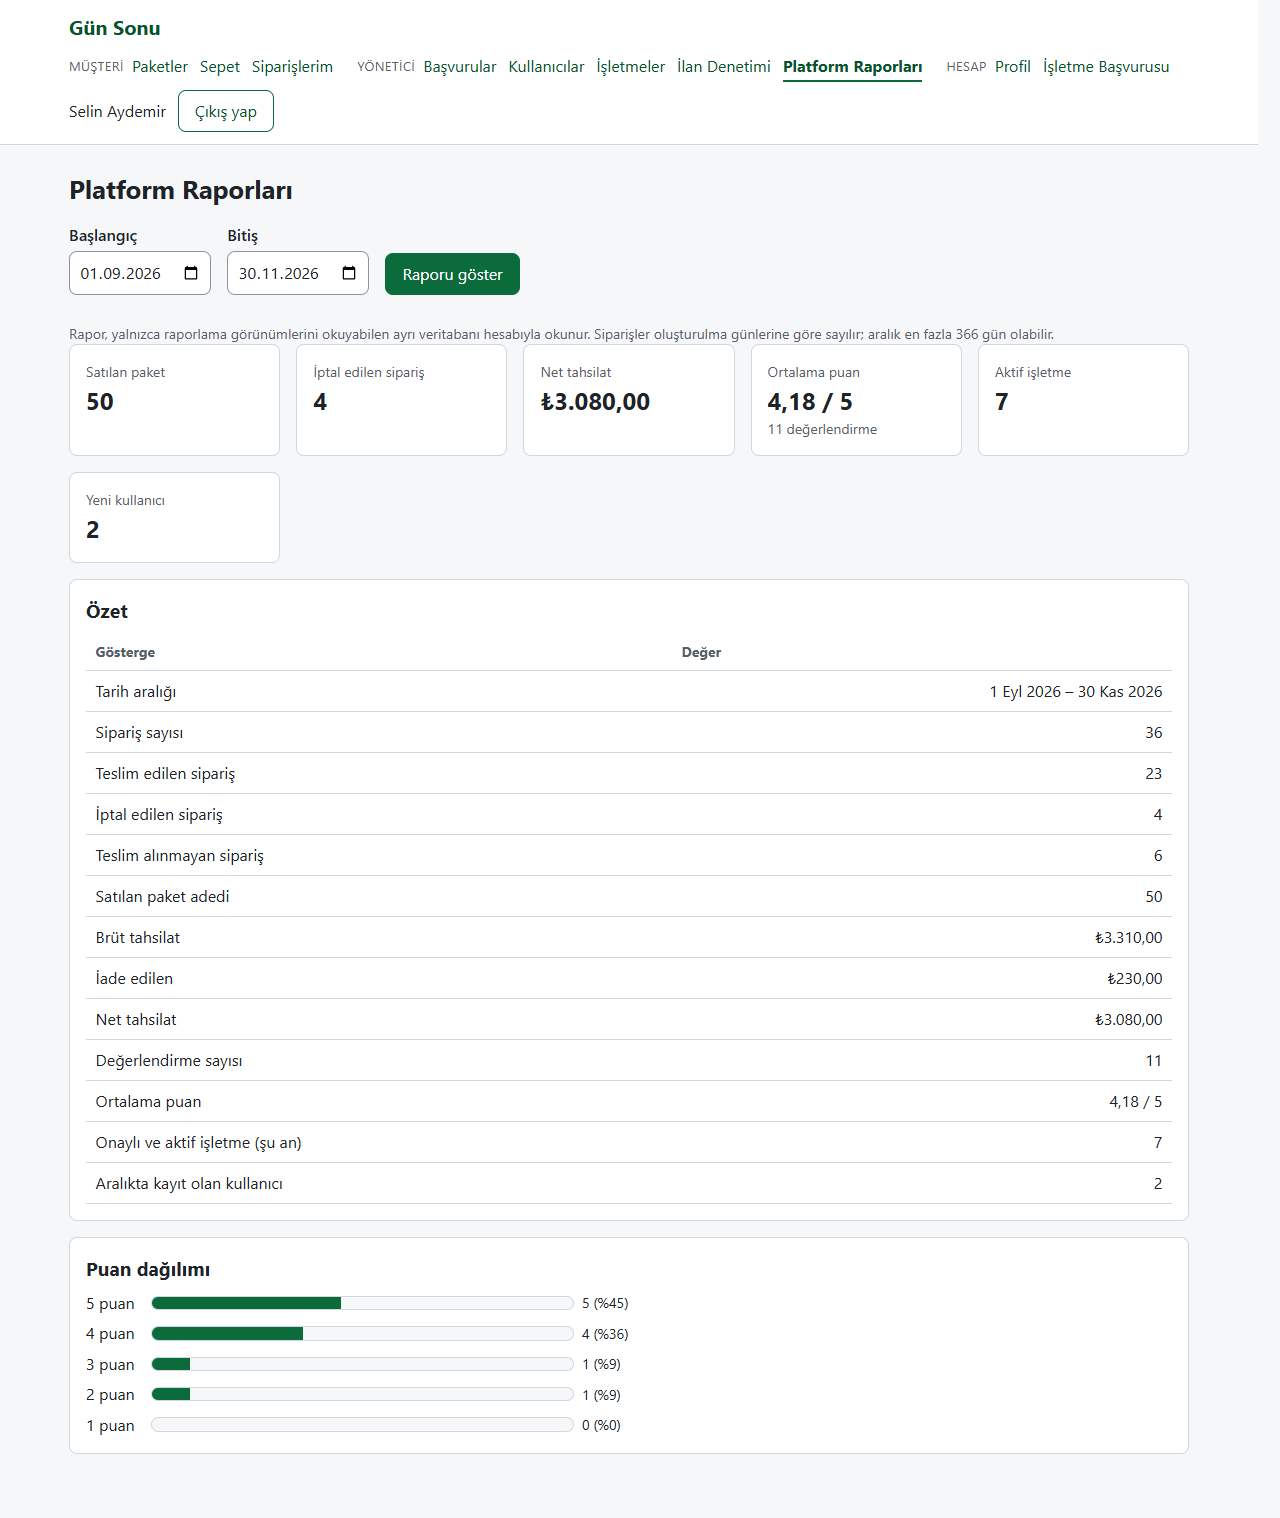 Gün Sonu
MÜŞTERİ Paketler Sepet Siparişlerim YÖNETİCİ Başvurular Kullanıcılar İşletmeler İlan Denetimi Platform Raporları HESAP Profil İşletme Başvurusu
Selin Aydemir Çıkış yap
Platform Raporları
Başlangıç Bitiş
01.09.2026 30.11.2026 Raporu göster
Rapor, yalnızca raporlama görünümlerini okuyabilen ayrı veritabanı hesabıyla okunur. Siparişler oluşturulma günlerine göre sayılır; aralık en fazla 366 gün olabilir.
Satılan paket İptal edilen sipariş Net tahsilat Ortalama puan Aktif işletme
50 4 ₺3.080,00 4,18 / 5 7
11 değerlendirme
Yeni kullanıcı
2
Özet
Gösterge Değer
Tarih aralığı 1 Eyl 2026 – 30 Kas 2026
Sipariş sayısı 36
Teslim edilen sipariş 23
İptal edilen sipariş 4
Teslim alınmayan sipariş 6
Satılan paket adedi 50
Brüt tahsilat ₺3.310,00
İade edilen ₺230,00
Net tahsilat ₺3.080,00
Değerlendirme sayısı 11
Ortalama puan 4,18 / 5
Onaylı ve aktif işletme (şu an) 7
Aralıkta kayıt olan kullanıcı 2
Puan dağılımı
5 puan 5 (%45)
4 puan 4 (%36)
3 puan 1 (%9)
2 puan 1 (%9)
1 puan 0 (%0)